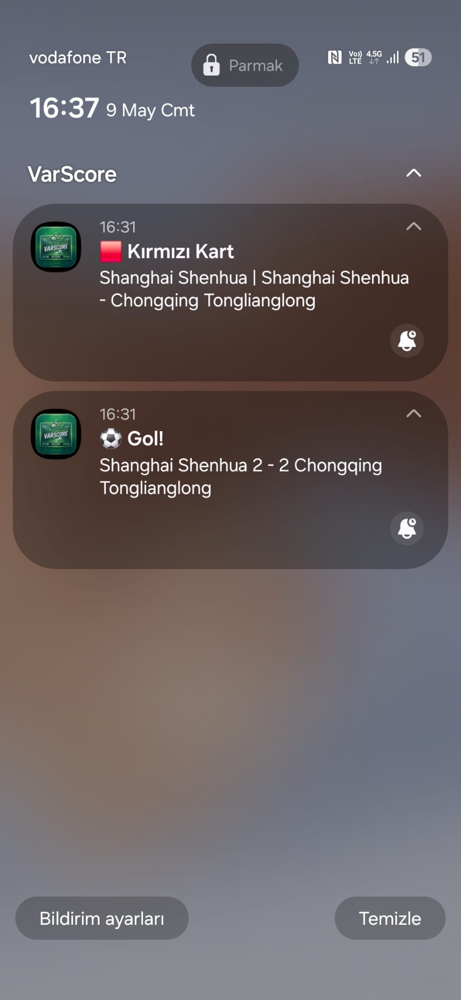 vodafone TR
Parmak
Vo)) LTE 4.5G 51
16:37 9 May Cmt
VarScore
VARSCORE
16:31
Kırmızı Kart
Shanghai Shenhua | Shanghai Shenhua
- Chongqing Tonglianglong
VARSCORE
16:31
Gol!
Shanghai Shenhua 2 - 2 Chongqing
Tonglianglong
Bildirim ayarları
Temizle